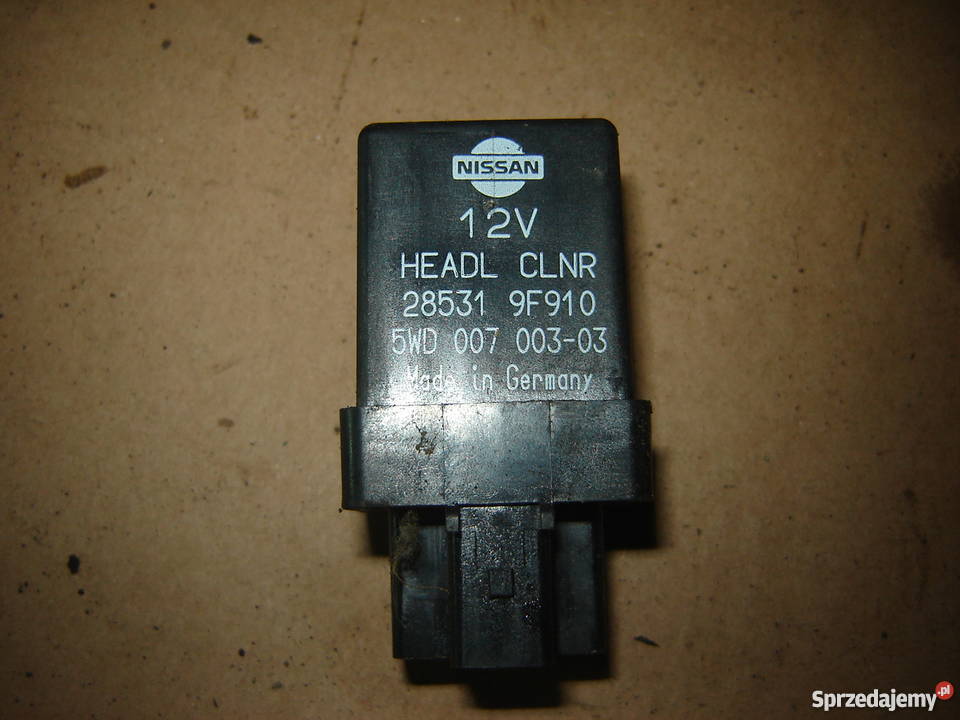 NISSAN
12V
HEADL CLNR
28531 9F910
5WD 007 003-03
Made in Germany
Sprzedajemy.pl